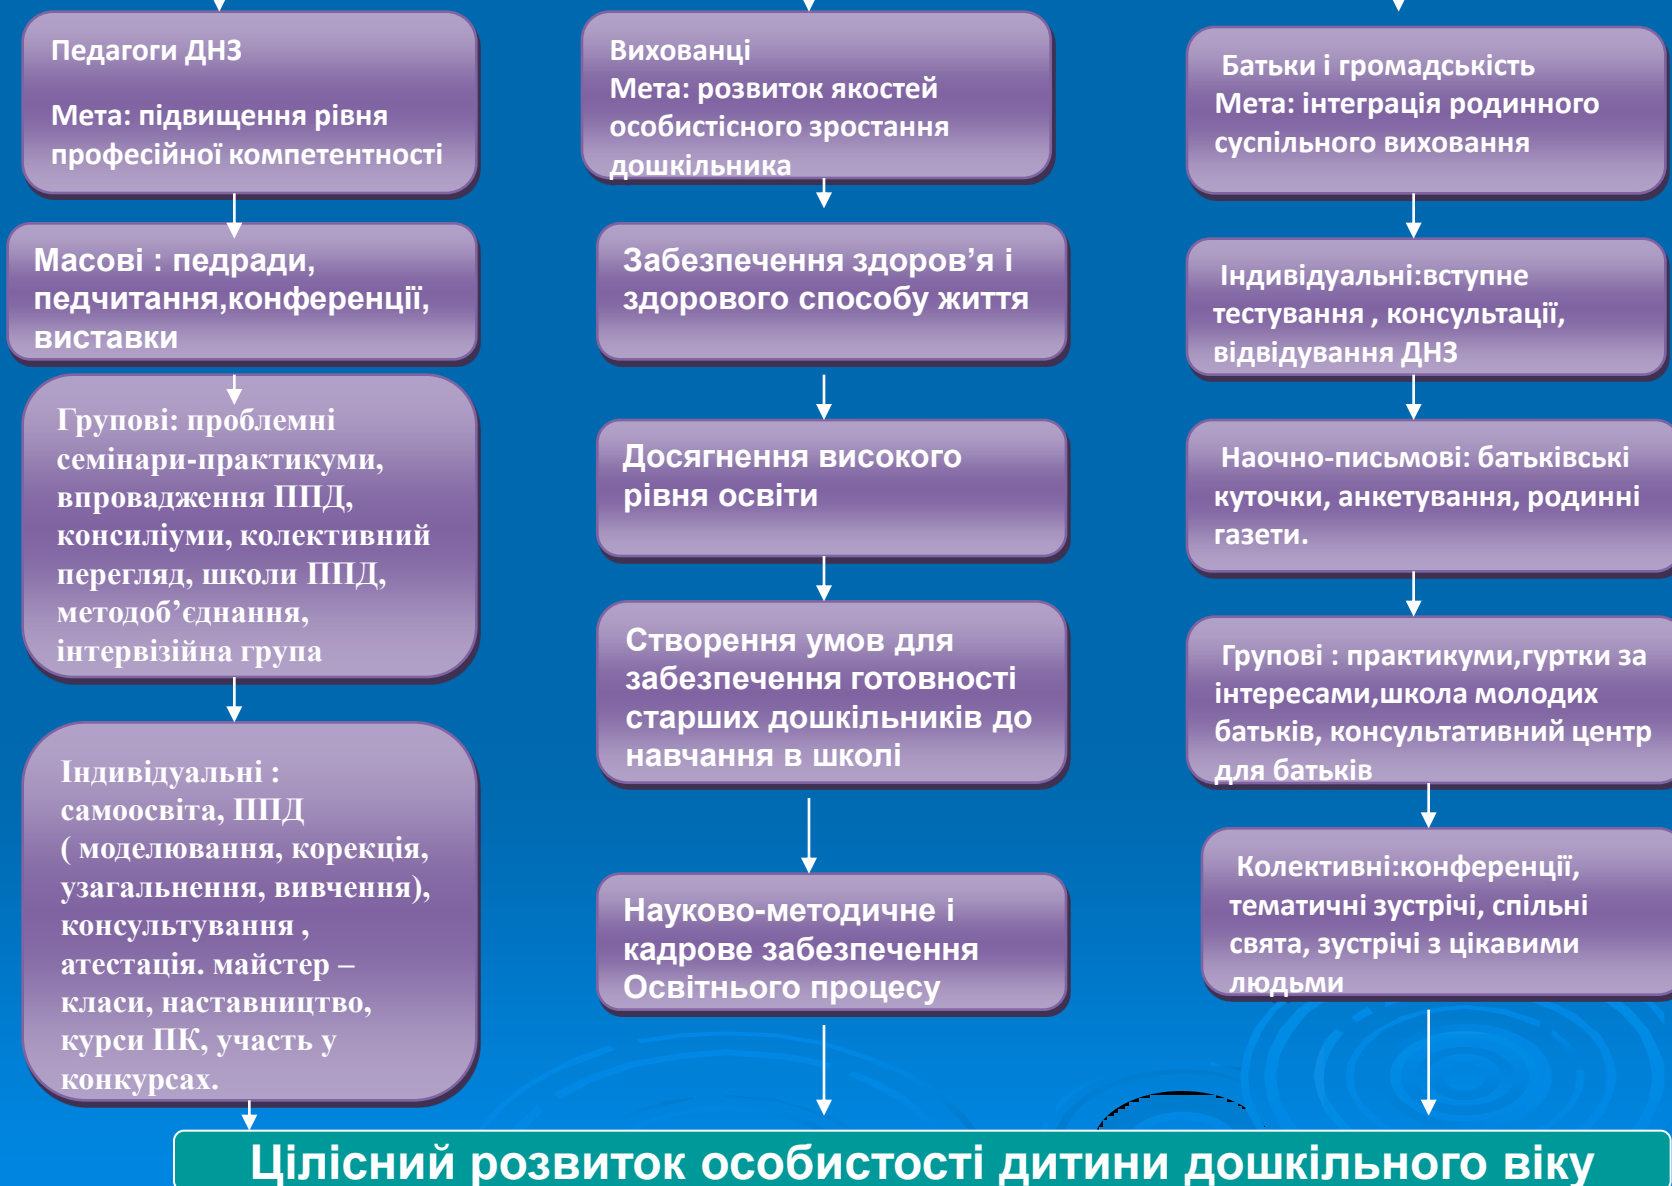 Педагоги ДНЗ
Мета: підвищення рівня
професійної компетентності
Масові : педради,
педчитання,конференції,
виставки
Групові: проблемні
семінари-практикуми,
впровадження ППД,
консиліуми, колективний
перегляд, школи ППД,
методоб’єднання,
інтервізійна група
Індивідуальні :
самоосвіта, ППД
( моделювання, корекція,
узагальнення, вивчення),
консультування ,
атестація. майстер –
класи, наставництво,
курси ПК, участь у
конкурсах.
Вихованці
Мета: розвиток якостей
особистісного зростання
дошкільника
Забезпечення здоров’я і
здорового способу життя
Досягнення високого
рівня освіти
Створення умов для
забезпечення готовності
старших дошкільників до
навчання в школі
Науково-методичне і
кадрове забезпечення
Освітнього процесу
Батьки і громадськість
Мета: інтеграція родинного
суспільного виховання
Індивідуальні:вступне
тестування , консультації,
відвідування ДНЗ
Наочно-письмові: батьківські
куточки, анкетування, родинні
газети.
Групові : практикуми,гуртки за
інтересами,школа молодих
батьків, консультативний центр
для батьків
Колективні:конференції,
тематичні зустрічі, спільні
свята, зустрічі з цікавими
людьми
Цілісний розвиток особистості дитини дошкільного віку